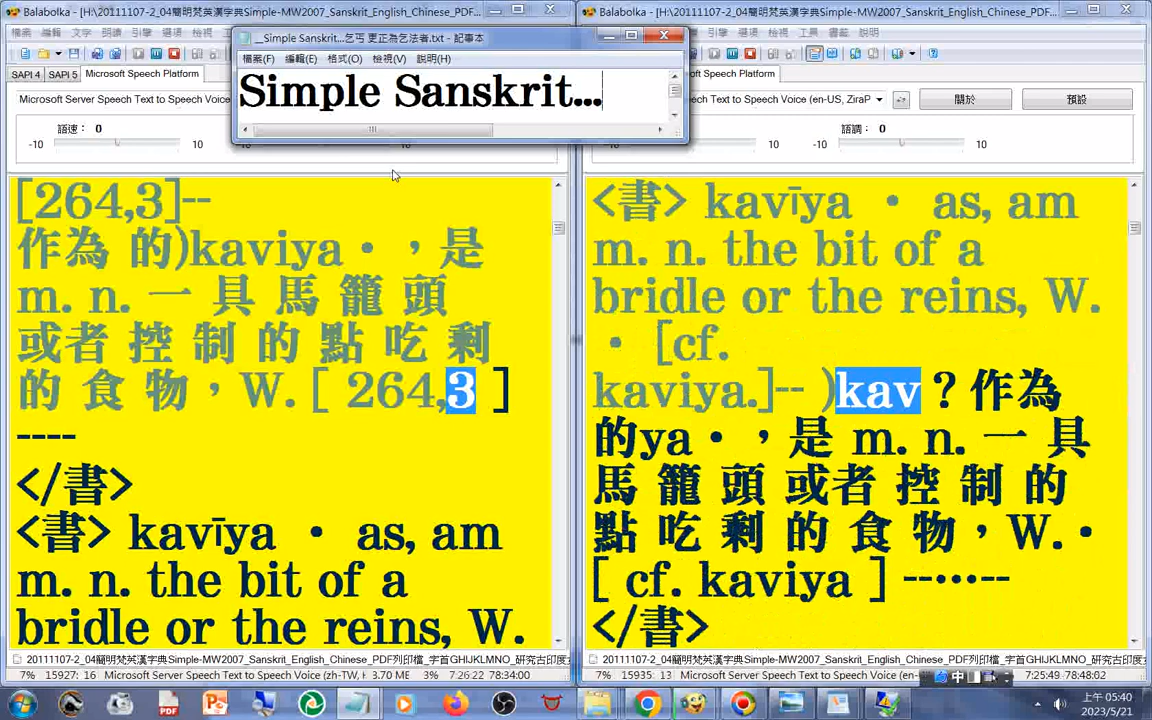 Balabolka - [H:\20111107-2_04簡明梵英漢字典Simple-MW2007_Sanskrit_English_Chinese_PDF...
Balabolka - [H:\20111107-2_04簡明梵英漢字典Simple-MW2007_Sanskrit_English_Chinese_PDF...
__Simple Sanskrit...乞丐 更正為乞法者.txt - 記事本
檔案(F) 編輯(E) 格式(O) 檢視(V) 說明(H)
Simple Sanskrit...
SAPI 4 SAPI 5 Microsoft Speech Platform
Speech Platform
Microsoft Server Speech Text to Speech Voice
ech Text to Speech Voice (en-US, ZiraP
關於
預設
語速： 0
-10
10
語調： 0
-10
10
[264,3]--
作為 的)kaviya•，是
m. n. 一 具 馬 籠 頭
或者 控 制 的 點 吃 剩
的 食 物，W. [ 264,3 ]
----
</書>
<書> kavīya • as, am
m. n. the bit of a
bridle or the reins, W.
<書> kavīya • as, am
m. n. the bit of a
bridle or the reins, W.
• [cf.
kaviya.]-- )kav？作為
的ya•，是 m. n. 一 具
馬 籠 頭 或者 控 制 的
點 吃 剩 的 食 物，W.•
[ cf. kaviya ] --••••--
</書>
20111107-2_04簡明梵英漢字典Simple-MW2007_Sanskrit_English_Chinese_PDF列印檔_字首GHIJKLMNO_研究古印度
20111107-2_04簡明梵英漢字典Simple-MW2007_Sanskrit_English_Chinese_PDF列印檔_字首GHIJKLMNO_研究古印度
7% 15927: 16 Microsoft Server Speech Text to Speech Voice (zh-TW, H 3.70 ME 3% 7:26:22 78:34:00
7% 15935: 13 Microsoft Server Speech Text to Speech Voice 7:25:49 78:48:02
中
上午 05:40
2023/5/21